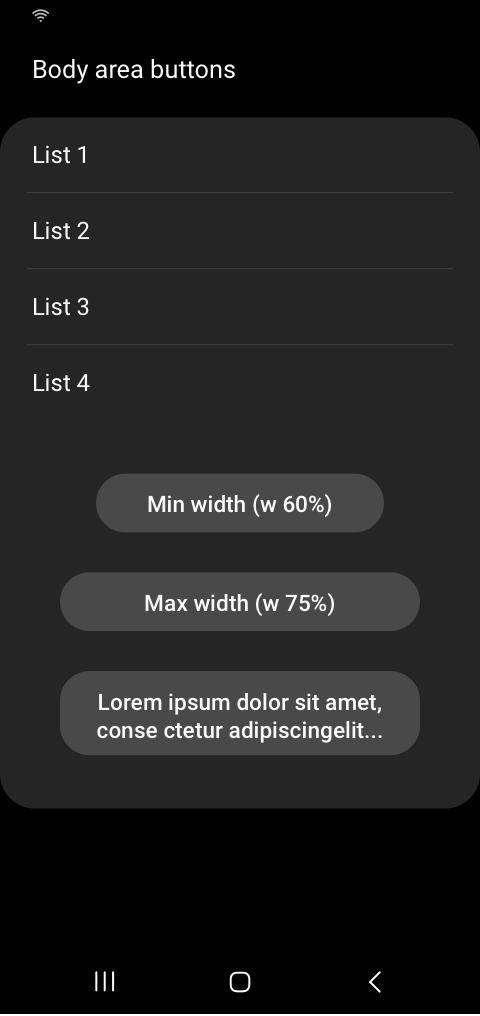 Body area buttons
List 1
List 2
List 3
List 4
Min width (w 60%)
Max width (w 75%)
Lorem ipsum dolor sit amet,
conse ctetur adipiscingelit...